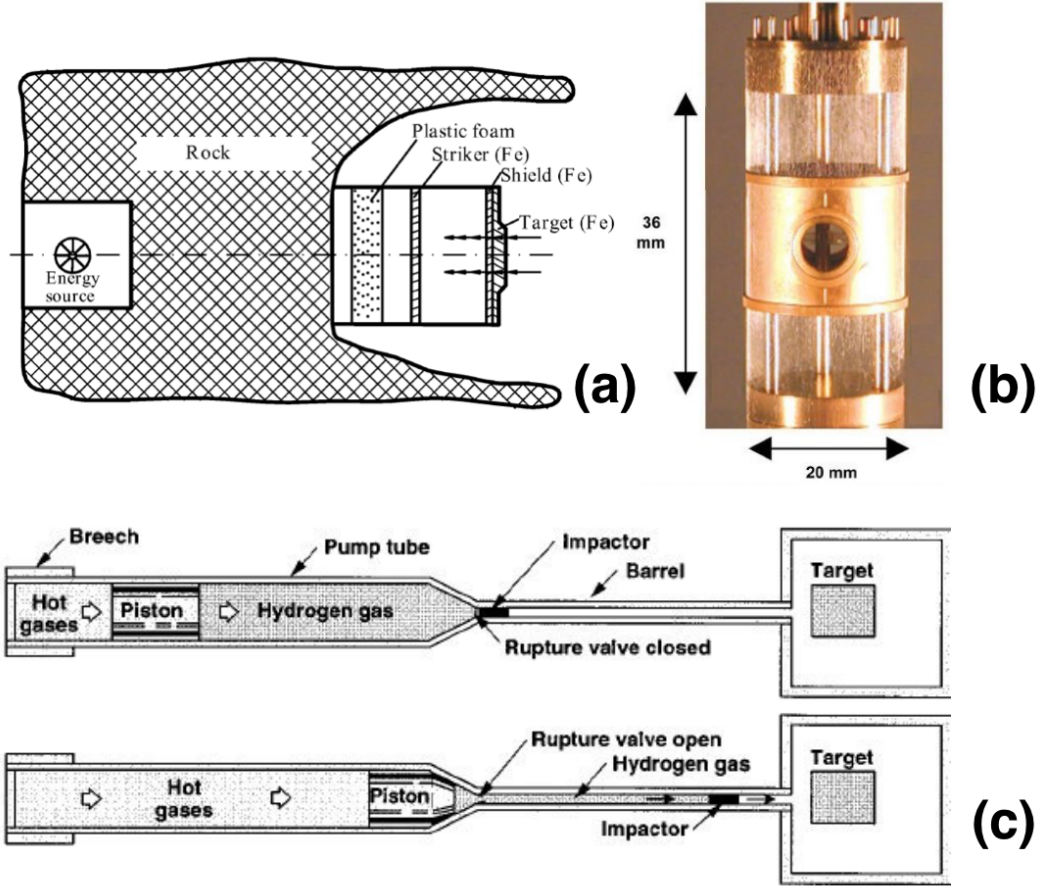 Rock
Plastic foam
Striker (Fe)
Shield (Fe)
Target (Fe)
Energy
source
(a)
36
mm
20 mm
(b)
Breech
Pump tube
Impactor
Barrel
Target
Hot
gases
Piston
Hydrogen gas
Rupture valve closed
Rupture valve open
Hydrogen gas
Target
Hot
gases
Piston
Impactor
(c)